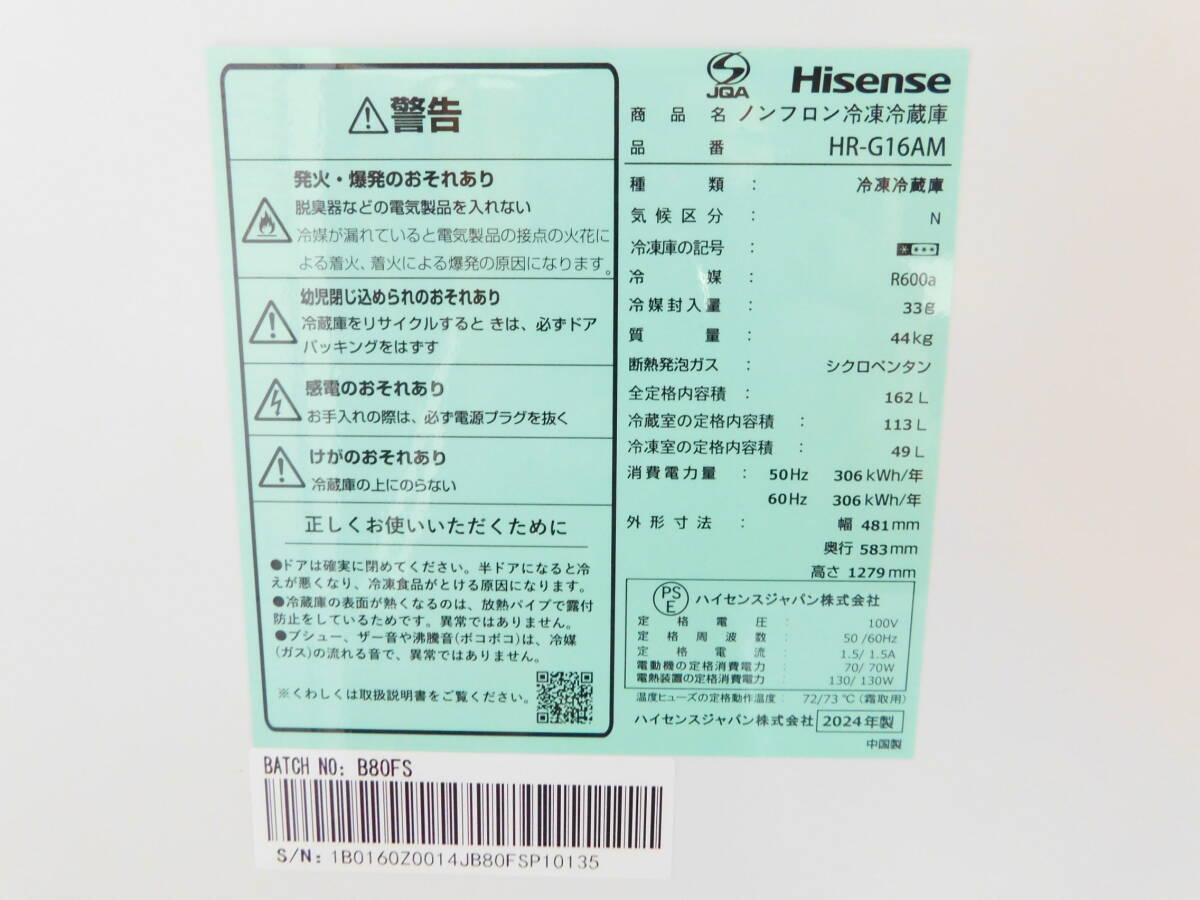 警告
発火・爆発のおそれあり
脱臭器などの電気製品を入れない
冷媒が漏れていると電気製品の接点の火花に
よる着火、着火による爆発の原因になります。
幼児閉じ込められのおそれあり
冷蔵庫をリサイクルすると きは、必ずドア
パッキングをはずす
感電のおそれあり
お手入れの際は、必ず電源プラグを抜く
けがのおそれあり
冷蔵庫の上にのらない
正しくお使いいただくために
●ドアは確実に閉めてください。半ドアになると冷
えが悪くなり、冷凍食品がとける原因になります。
●冷蔵庫の表面が熱くなるのは、放熱パイプで露付
防止をしているためです。異常ではありません。
●プシュー、ザー音や沸騰音(ボコボコ)は、冷媒
(ガス)の流れる音で、異常ではありません。
※くわしくは取扱説明書をご覧ください。
JQA
Hisense
商品名 ノンフロン冷凍冷蔵庫
品番 HR-G16AM
種類 : 冷凍冷蔵庫
気候区分 : N
冷凍庫の記号 :
冷媒 : R600a
冷媒封入量 : 33g
質量 : 44kg
断熱発泡ガス : シクロペンタン
全定格内容積 : 162 L
冷蔵室の定格内容積 : 113 L
冷凍室の定格内容積 : 49 L
消費電力量 : 50Hz 306 kWh/年
60Hz 306 kWh/年
外形寸法 : 幅 481mm
奥行 583mm
高さ 1279mm
PS
E
ハイセンスジャパン株式会社
定格電圧 : 100V
定格周波数 : 50 /60Hz
定格電流 : 1.5/ 1.5A
電動機の定格消費電力 : 70/ 70W
電熱装置の定格消費電力 : 130/ 130W
温度ヒューズの定格動作温度 : 72/73 ℃ (霜取用)
ハイセンスジャパン株式会社 2024年製
中国製
BATCH NO: B80FS
S/N: 1B0160Z0014JB80FSP10135